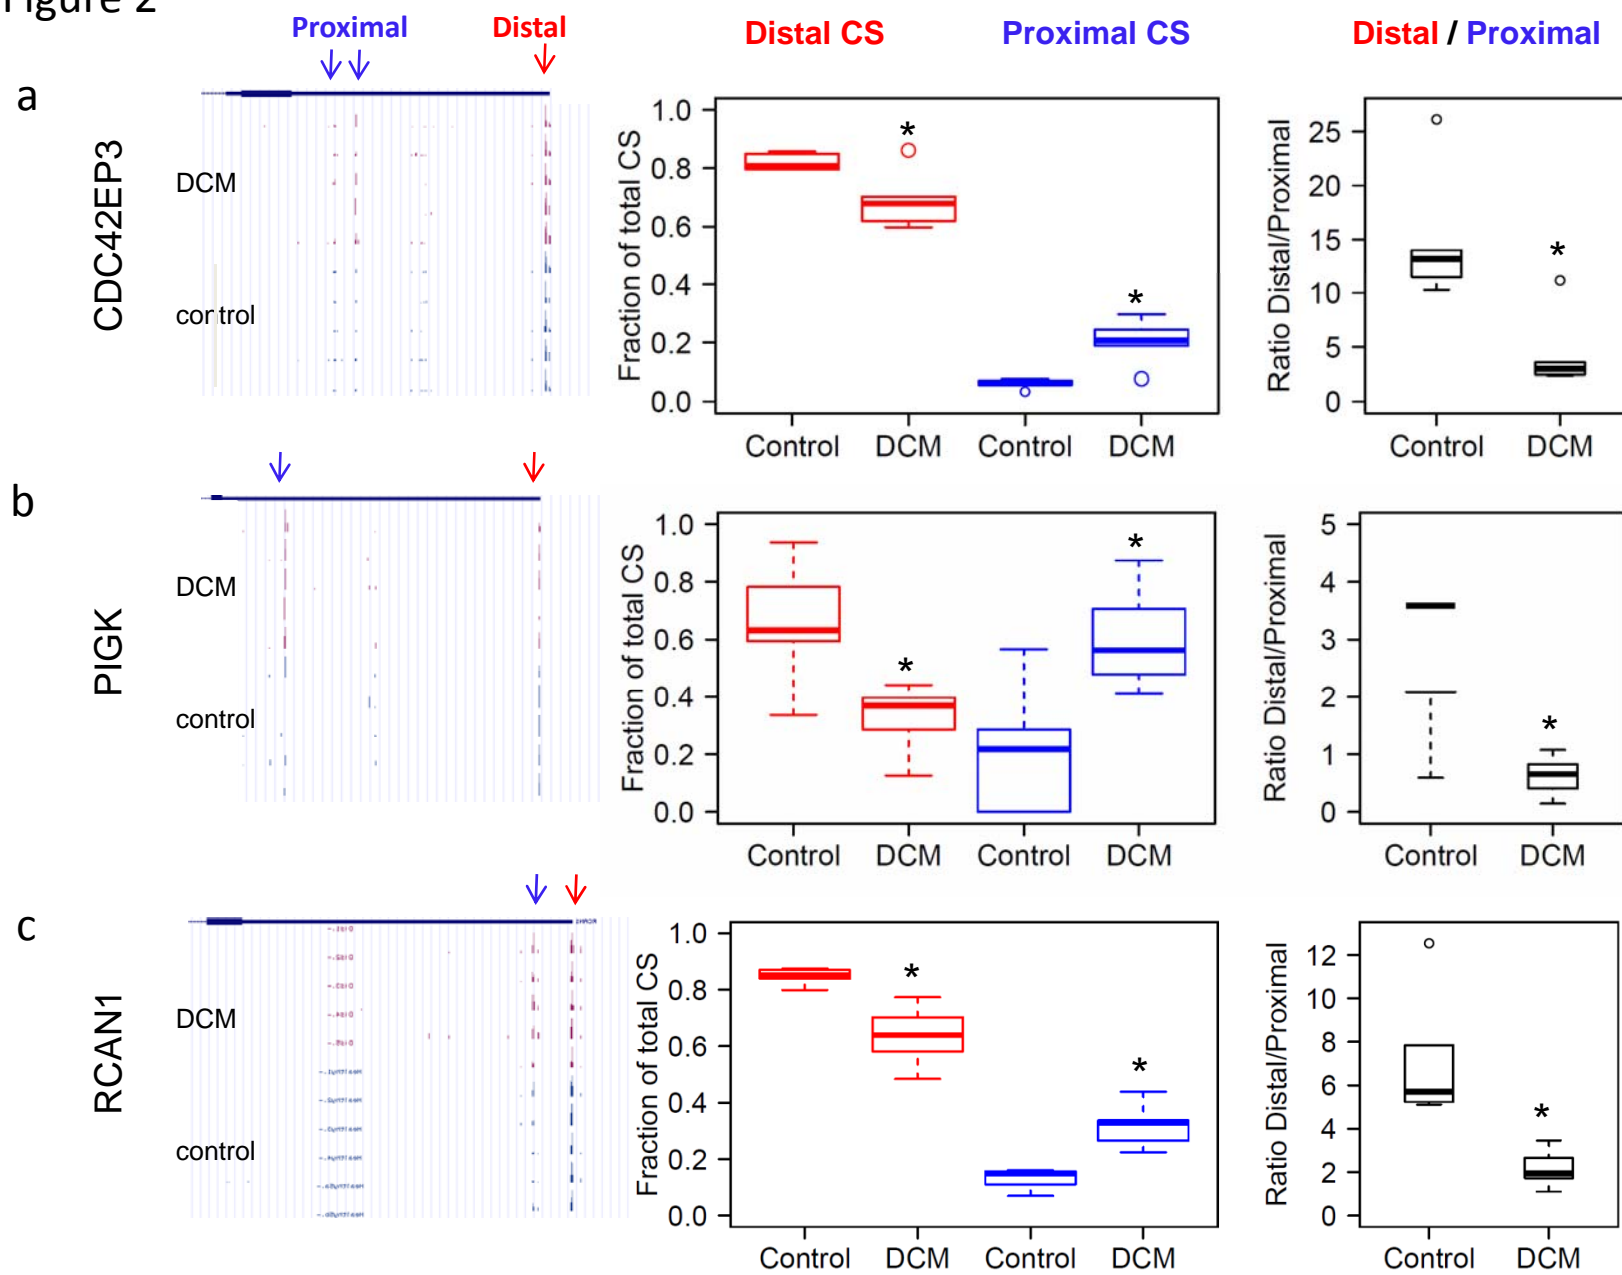 Figure 2
Proximal Distal Distal CS Proximal CS Distal / Proximal
a
CDC42EP3
DCM
control
Fraction of total CS
1.0
0.8
0.6
0.4
0.2
0.0
*
*
Control DCM Control DCM
Ratio Distal/Proximal
25
20
15
10
5
0
*
Control DCM
b
PIGK
DCM
control
Fraction of total CS
1.0
0.8
0.6
0.4
0.2
0.0
*
*
Control DCM Control DCM
Ratio Distal/Proximal
5
4
3
2
1
0
*
Control DCM
c
RCAN1
DCM
control
Fraction of total CS
1.0
0.8
0.6
0.4
0.2
0.0
*
*
Control DCM Control DCM
Ratio Distal/Proximal
12
10
8
6
4
2
0
*
Control DCM